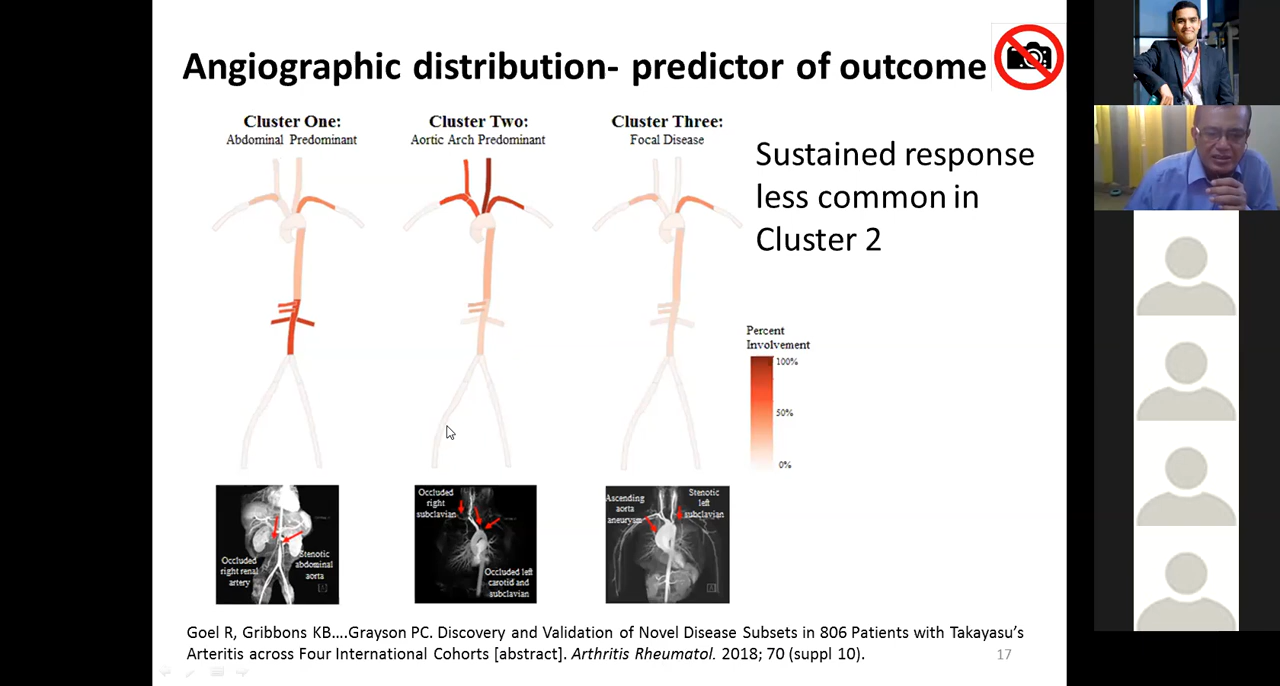 Angiographic distribution- predictor of outcome
Cluster One:
Abdominal Predominant
Cluster Two:
Aortic Arch Predominant
Cluster Three:
Focal Disease
Sustained response
less common in
Cluster 2
Percent
Involvement
100%
50%
0%
Occluded
right renal
artery
Stenotic
abdominal
aorta
Occluded
right
subclavian
Occluded left
carotid and
subclavian
Ascending
aorta
aneurysm
Stenotic
left
subclavian
Goel R, Gribbons KB....Grayson PC. Discovery and Validation of Novel Disease Subsets in 806 Patients with Takayasu’s
Arteritis across Four International Cohorts [abstract]. Arthritis Rheumatol. 2018; 70 (suppl 10).
17